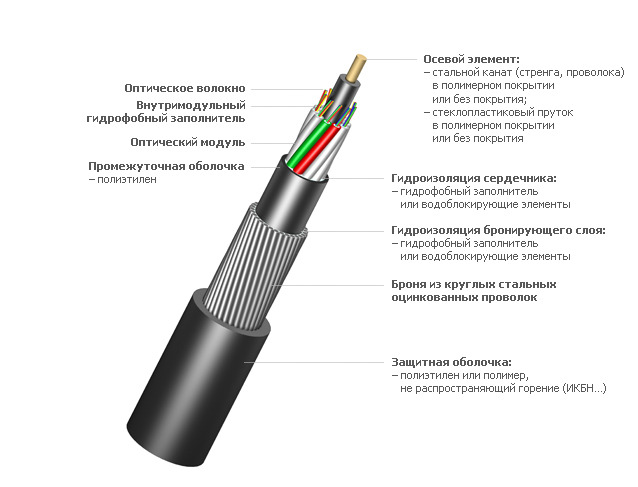 Оптическое волокно
Внутримодульный
гидрофобный заполнитель
Оптический модуль
Промежуточная оболочка
– полиэтилен
Осевой элемент:
– стальной канат (стренга, проволока)
в полимерном покрытии
или без покрытия;
– стеклопластиковый пруток
в полимерном покрытии
или без покрытия
Гидроизоляция сердечника:
– гидрофобный заполнитель
или водоблокирующие элементы
Гидроизоляция бронирующего слоя:
– гидрофобный заполнитель
или водоблокирующие элементы
Броня из круглых стальных
оцинкованных проволок
Защитная оболочка:
– полиэтилен или полимер,
не распространяющий горение (ИКБН...)